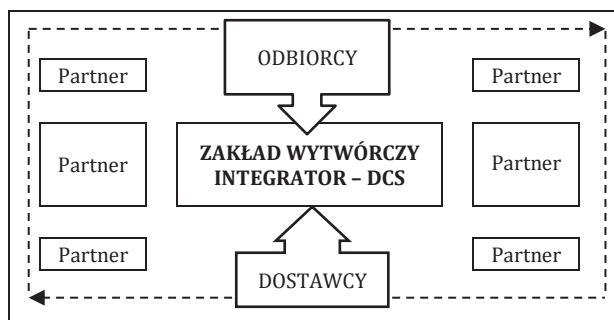 ODBIORCY
Partner
Partner
Partner
ZAKŁAD WYTWÓRCZY
INTEGRATOR – DCS
Partner
Partner
Partner
DOSTAWCY